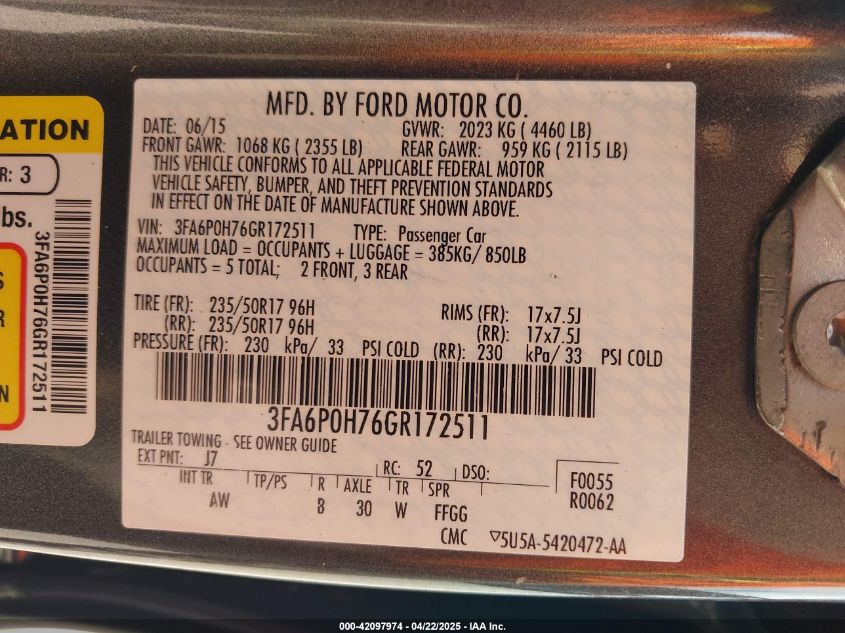 ATION
R: 3
bs.
3FA6P0H76GR172511
S
R
N
MFD. BY FORD MOTOR CO.
DATE: 06/15 GVWR: 2023 KG ( 4460 LB)
FRONT GAWR: 1068 KG ( 2355 LB) REAR GAWR: 959 KG ( 2115 LB)
THIS VEHICLE CONFORMS TO ALL APPLICABLE FEDERAL MOTOR
VEHICLE SAFETY, BUMPER, AND THEFT PREVENTION STANDARDS
IN EFFECT ON THE DATE OF MANUFACTURE SHOWN ABOVE.
VIN: 3FA6P0H76GR172511 TYPE: Passenger Car
MAXIMUM LOAD = OCCUPANTS + LUGGAGE = 385KG/ 850LB
OCCUPANTS = 5 TOTAL; 2 FRONT, 3 REAR
TIRE (FR): 235/50R17 96H RIMS (FR): 17x7.5J
(RR): 235/50R17 96H (RR): 17x7.5J
PRESSURE (FR): 230 kPa/ 33 PSI COLD (RR): 230 kPa/ 33 PSI COLD
3FA6P0H76GR172511
TRAILER TOWING - SEE OWNER GUIDE
EXT PNT: J7 RC: 52 DSO:
INT TR TP/PS R AXLE TR SPR F0055
AW B 30 W FFGG R0062
CMC ▽5U5A-5420472-AA
000-42097974 - 04/22/2025 - IAA Inc.